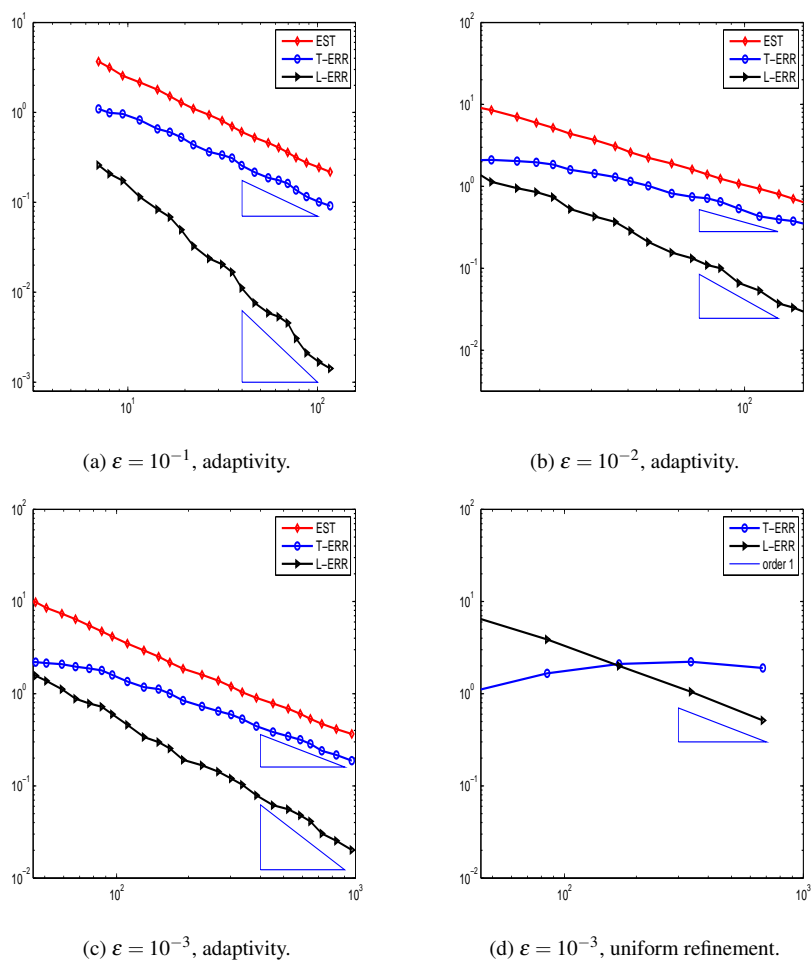 10^1
10^0
10^-1
10^-2
10^-3
10^1
10^2
EST
T-ERR
L-ERR
(a) ε = 10^-1, adaptivity.
10^2
10^1
10^0
10^-1
10^-2
10^2
EST
T-ERR
L-ERR
(b) ε = 10^-2, adaptivity.
10^2
10^1
10^0
10^-1
10^-2
10^2
10^3
EST
T-ERR
L-ERR
(c) ε = 10^-3, adaptivity.
10^2
10^1
10^0
10^-1
10^-2
10^2
10^3
T-ERR
L-ERR
order 1
(d) ε = 10^-3, uniform refinement.